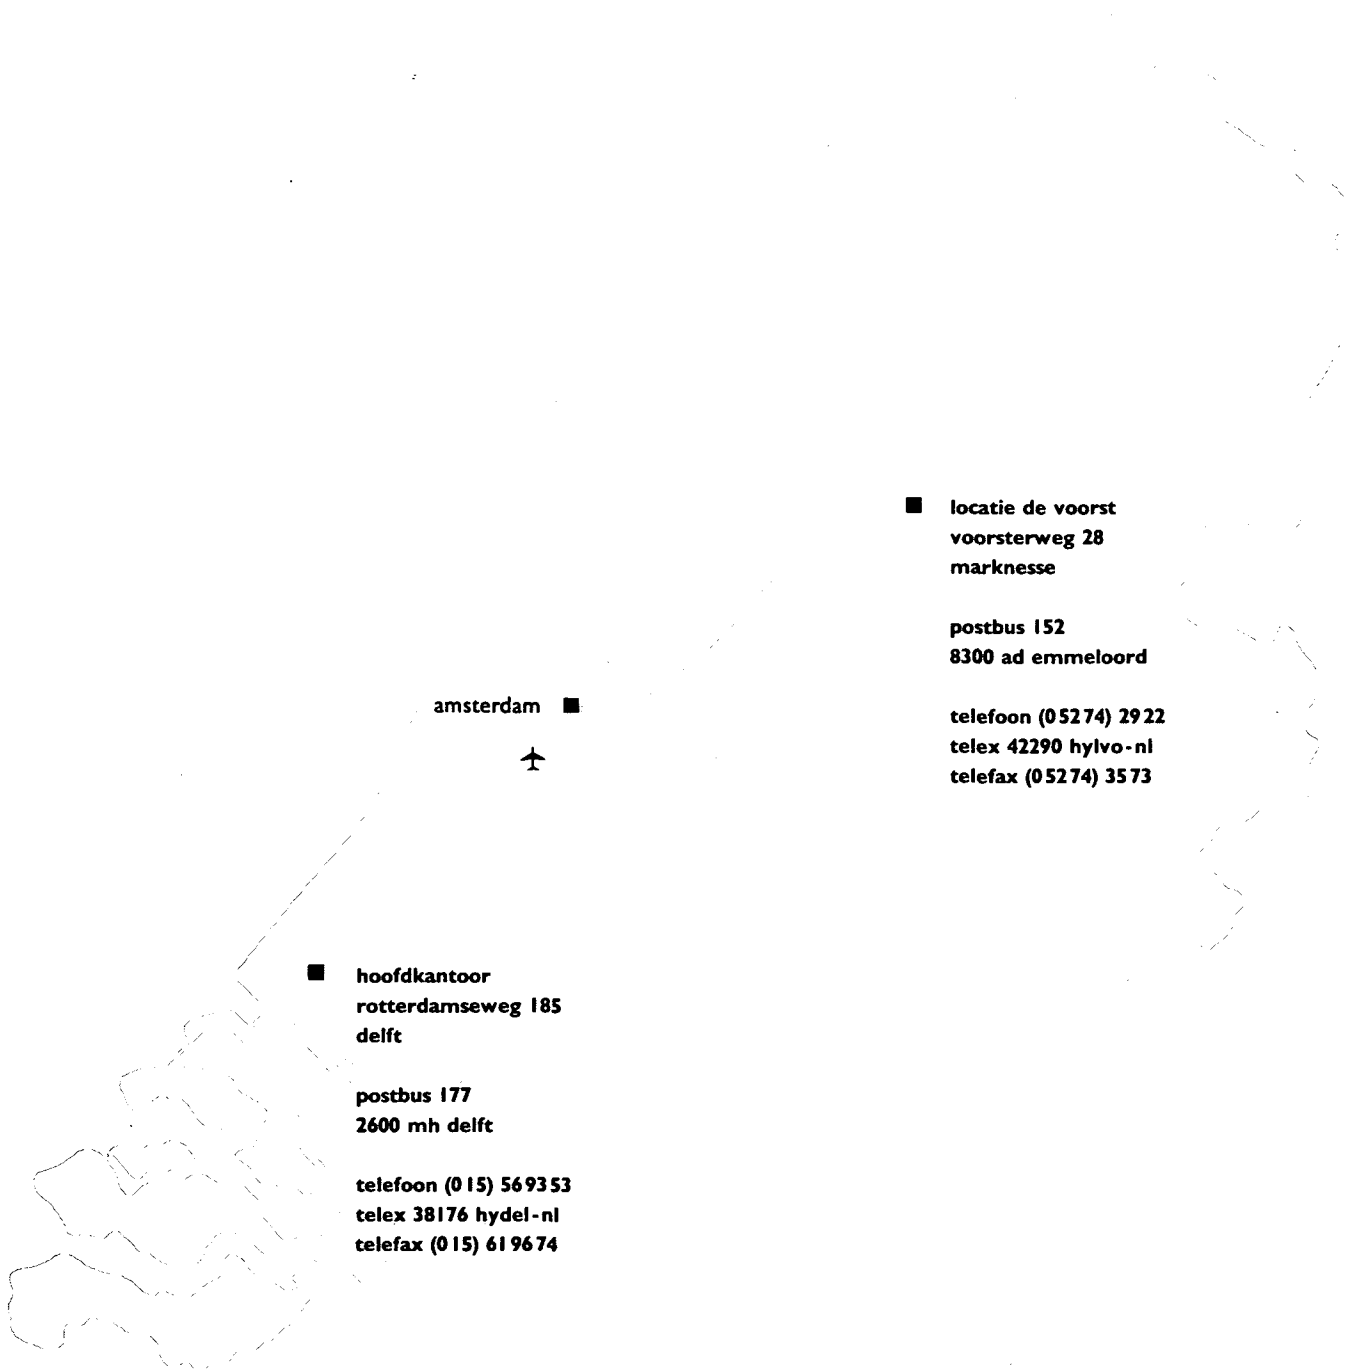 locatie de voorst
voorsterweg 28
marknesse
postbus 152
8300 ad emmeloord
telefoon (05274) 2922
telex 42290 hylvo-nl
telefax (05274) 3573
amsterdam
hoofdkantoor
rotterdamseweg 185
delft
postbus 177
2600 mh delft
telefoon (015) 569353
telex 38176 hydel-nl
telefax (015) 619674